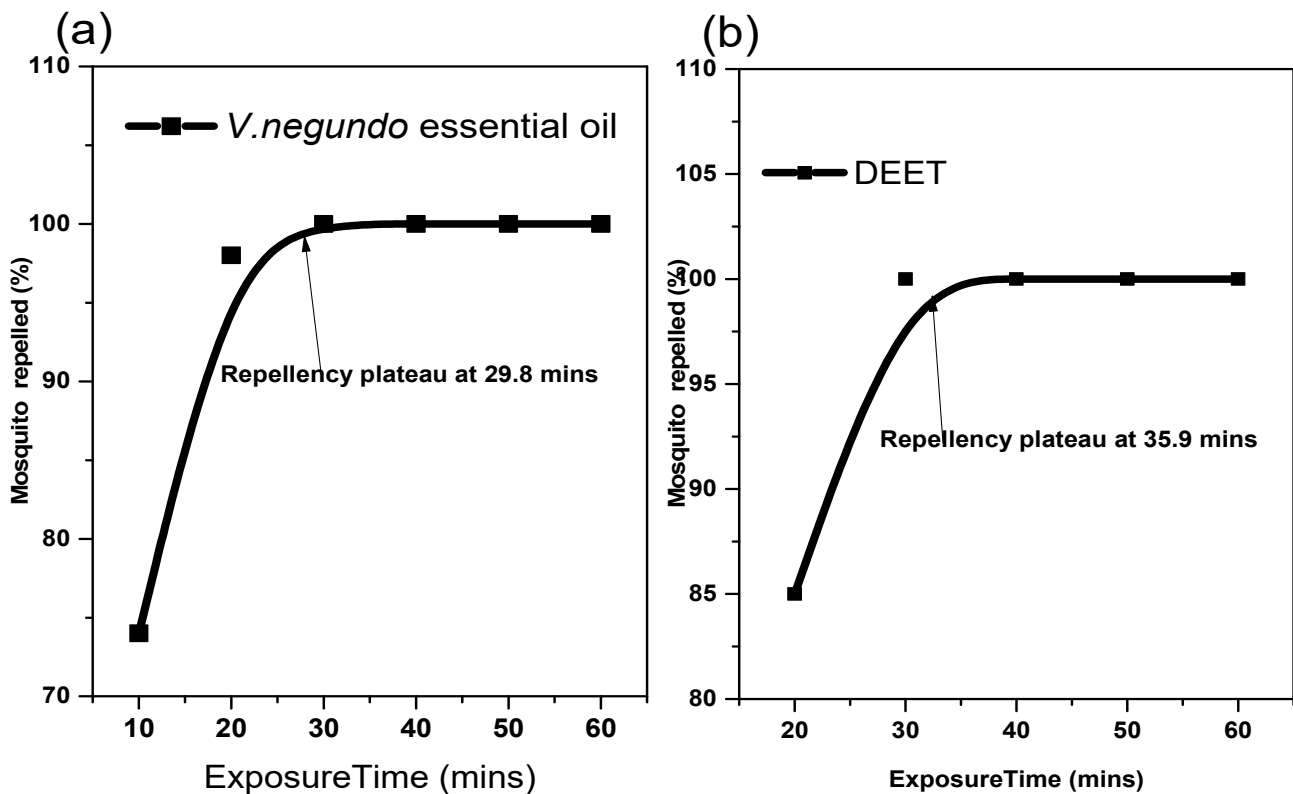 (a)
110
100
90
80
70
Mosquito repelled (%)
V.negundo essential oil
Repellency plateau at 29.8 mins
10 20 30 40 50 60
ExposureTime (mins)
(b)
110
105
100
95
90
85
80
Mosquito repelled (%)
DEET
Repellency plateau at 35.9 mins
20 30 40 50 60
ExposureTime (mins)